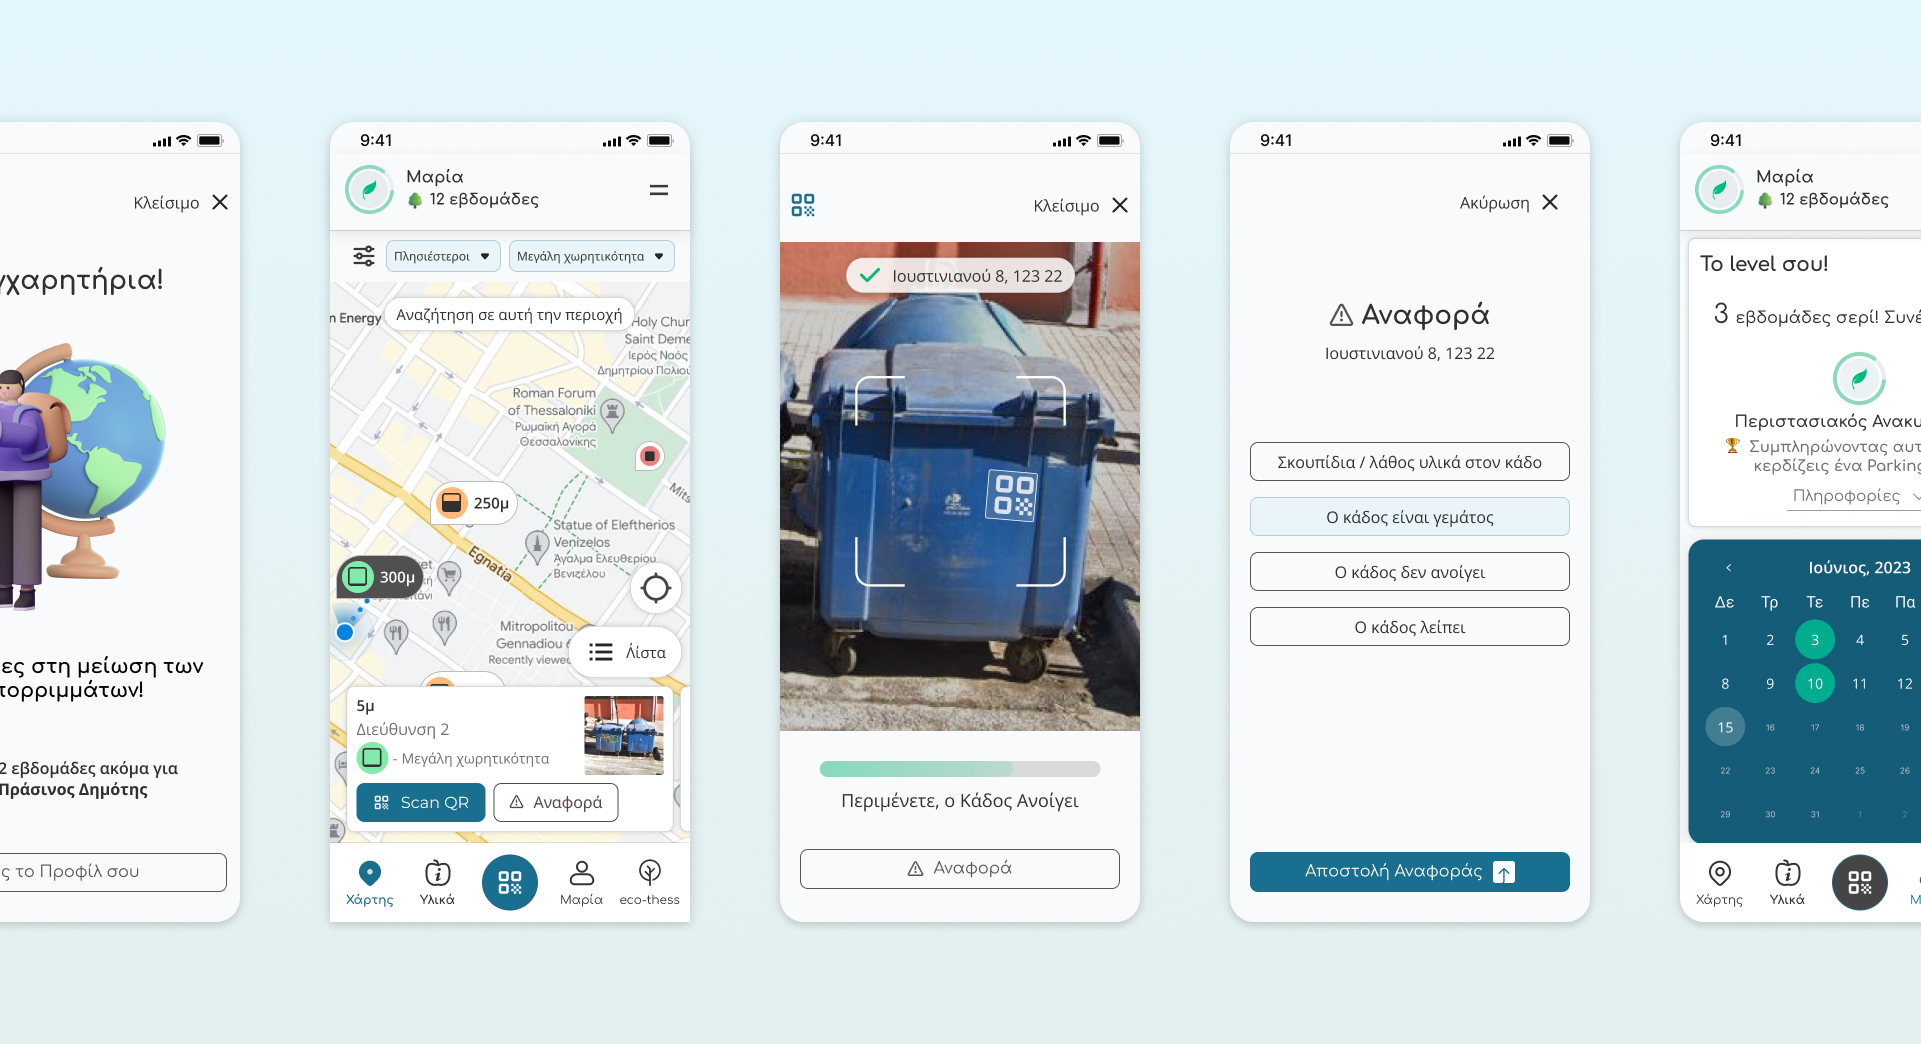 Κλείσιμο
γχαρητήρια!
ες στη μείωση των
πορριμμάτων!
2 εβδομάδες ακόμα για
Πράσινος Δημότης
ς το Προφίλ σου
9:41
Μαρία
12 εβδομάδες
Πλησιέστεροι
Μεγάλη χωρητικότητα
Αναζήτηση σε αυτή την περιοχή
n Energy
Holy Chur
Saint Deme
Ιερός Ναός
Δημητρίου Πολιού
Roman Forum
of Thessaloniki
Ρωμαϊκή Αγορά
Θεσσαλονίκης
Mits
250μ
Statue of Eleftherios
Venizelos
Άγαλμα Ελευθερίου
Βενιζέλου
Egnatia
300μ
Mitropolitou
Gennadiou
Recently viewed
Λίστα
5μ
Διεύθυνση 2
- Μεγάλη χωρητικότητα
Scan QR
Αναφορά
Χάρτης
Υλικά
Μαρία
eco-thess
9:41
Κλείσιμο
Ιουστινιανού 8, 123 22
Περιμένετε, ο Κάδος Ανοίγει
Αναφορά
9:41
Ακύρωση
Αναφορά
Ιουστινιανού 8, 123 22
Σκουπίδια / λάθος υλικά στον κάδο
Ο κάδος είναι γεμάτος
Ο κάδος δεν ανοίγει
Ο κάδος λείπει
Αποστολή Αναφοράς
9:41
Μαρία
12 εβδομάδες
Το level σου!
3 εβδομάδες σερί! Συνέ
Περιστασιακός Ανακυ
Συμπληρώνοντας αυτ
κερδίζεις ένα Parking
Πληροφορίες
Ιούνιος, 2023
Δε Τρ Τε Πε Πα
1 2 3 4 5
8 9 10 11 12
15 16 17 18 19
22 23 24 25 26
29 30 31 1 2
Χάρτης
Υλικά
Μ